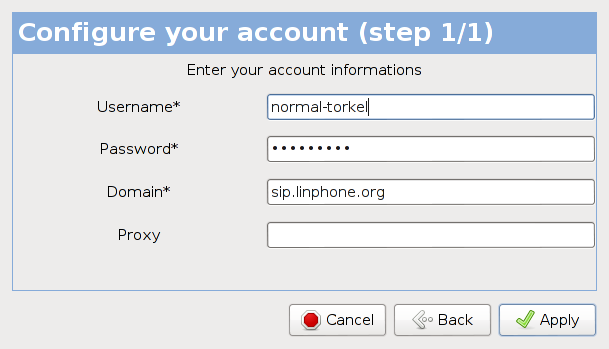 Configure your account (step 1/1)
Enter your account informations
Username* normal-torkel
Password* •••••••••
Domain* sip.linphone.org
Proxy
Cancel Back Apply